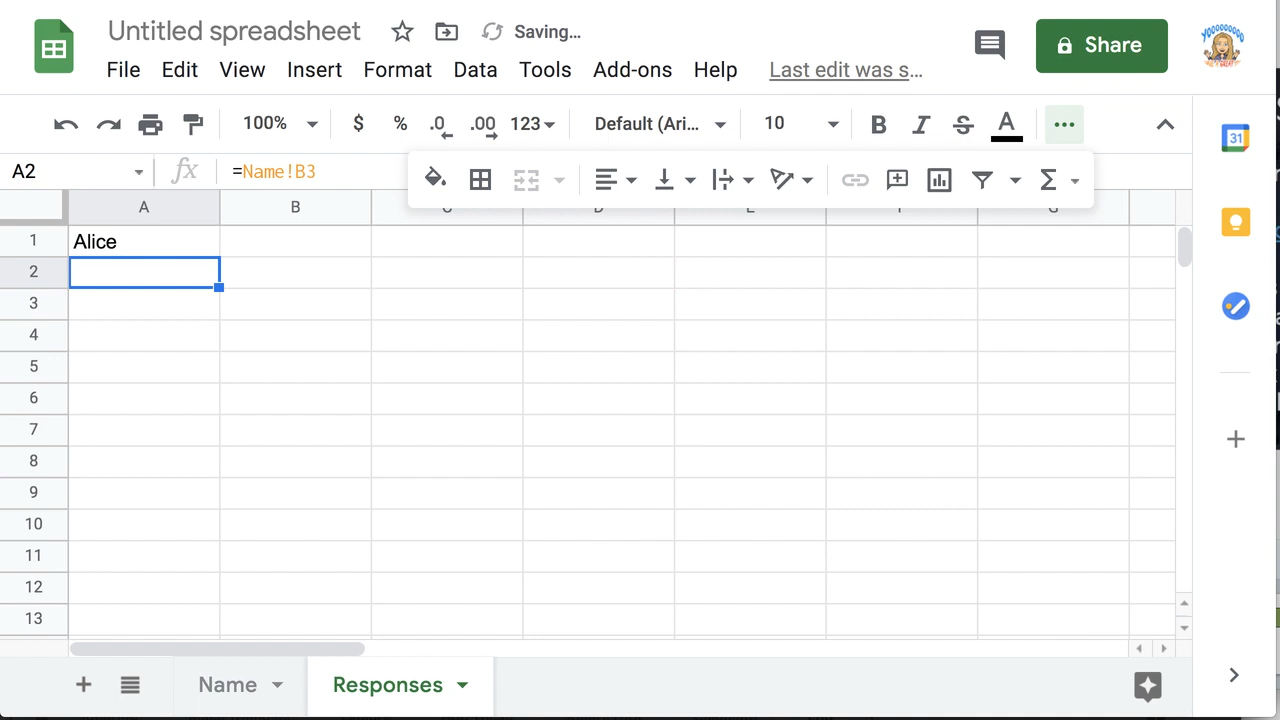 Untitled spreadsheet Saving...
File Edit View Insert Format Data Tools Add-ons Help Last edit was s...
Share
100% $ % .0 .00 123 Default (Ari... 10 B I S A
31
A2 fx =Name!B3
A B C D E F G
1 Alice
2
3
4
5
6
7
8
9
10
11
12
13
Name Responses